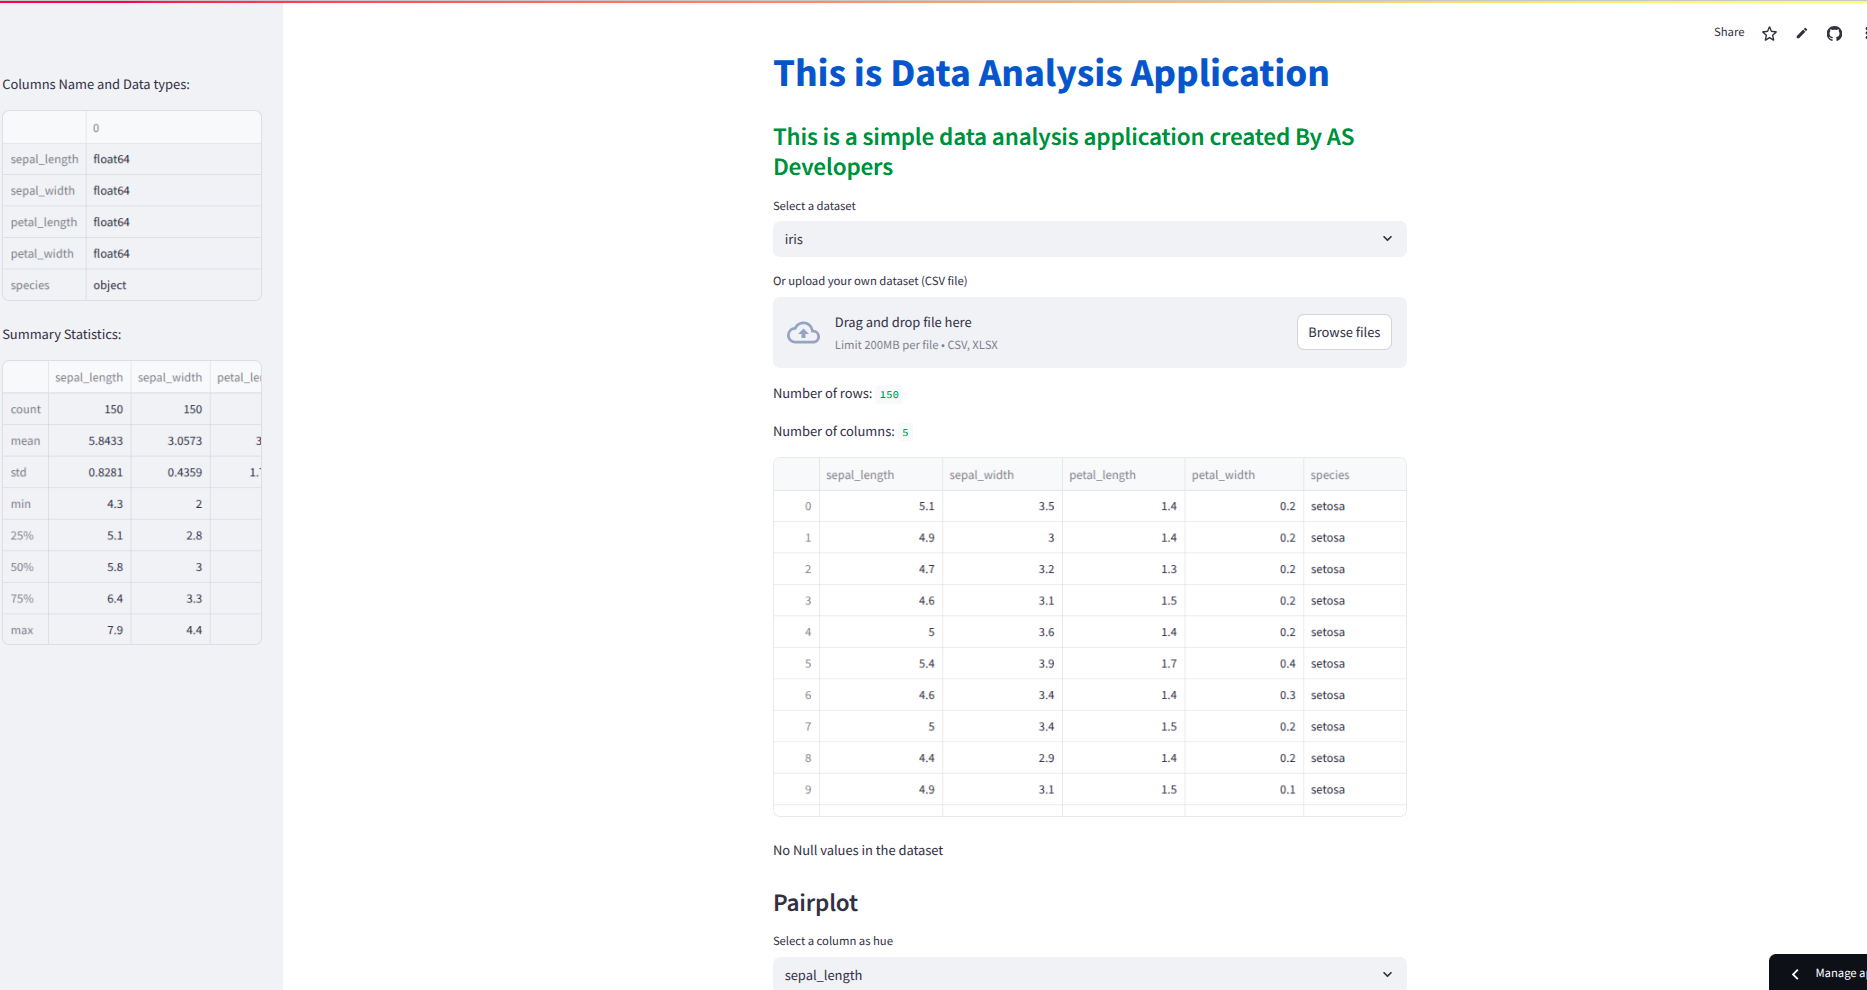 Share
Columns Name and Data types:
0
sepal_length float64
sepal_width float64
petal_length float64
petal_width float64
species object
Summary Statistics:
sepal_length sepal_width petal_le
count 150 150
mean 5.8433 3.0573 3
std 0.8281 0.4359 1.
min 4.3 2
25% 5.1 2.8
50% 5.8 3
75% 6.4 3.3
max 7.9 4.4
This is Data Analysis Application
This is a simple data analysis application created By AS
Developers
Select a dataset
iris
Or upload your own dataset (CSV file)
Drag and drop file here
Limit 200MB per file • CSV, XLSX
Browse files
Number of rows: 150
Number of columns: 5
sepal_length sepal_width petal_length petal_width species
0 5.1 3.5 1.4 0.2 setosa
1 4.9 3 1.4 0.2 setosa
2 4.7 3.2 1.3 0.2 setosa
3 4.6 3.1 1.5 0.2 setosa
4 5 3.6 1.4 0.2 setosa
5 5.4 3.9 1.7 0.4 setosa
6 4.6 3.4 1.4 0.3 setosa
7 5 3.4 1.5 0.2 setosa
8 4.4 2.9 1.4 0.2 setosa
9 4.9 3.1 1.5 0.1 setosa
No Null values in the dataset
Pairplot
Select a column as hue
sepal_length
Manage a